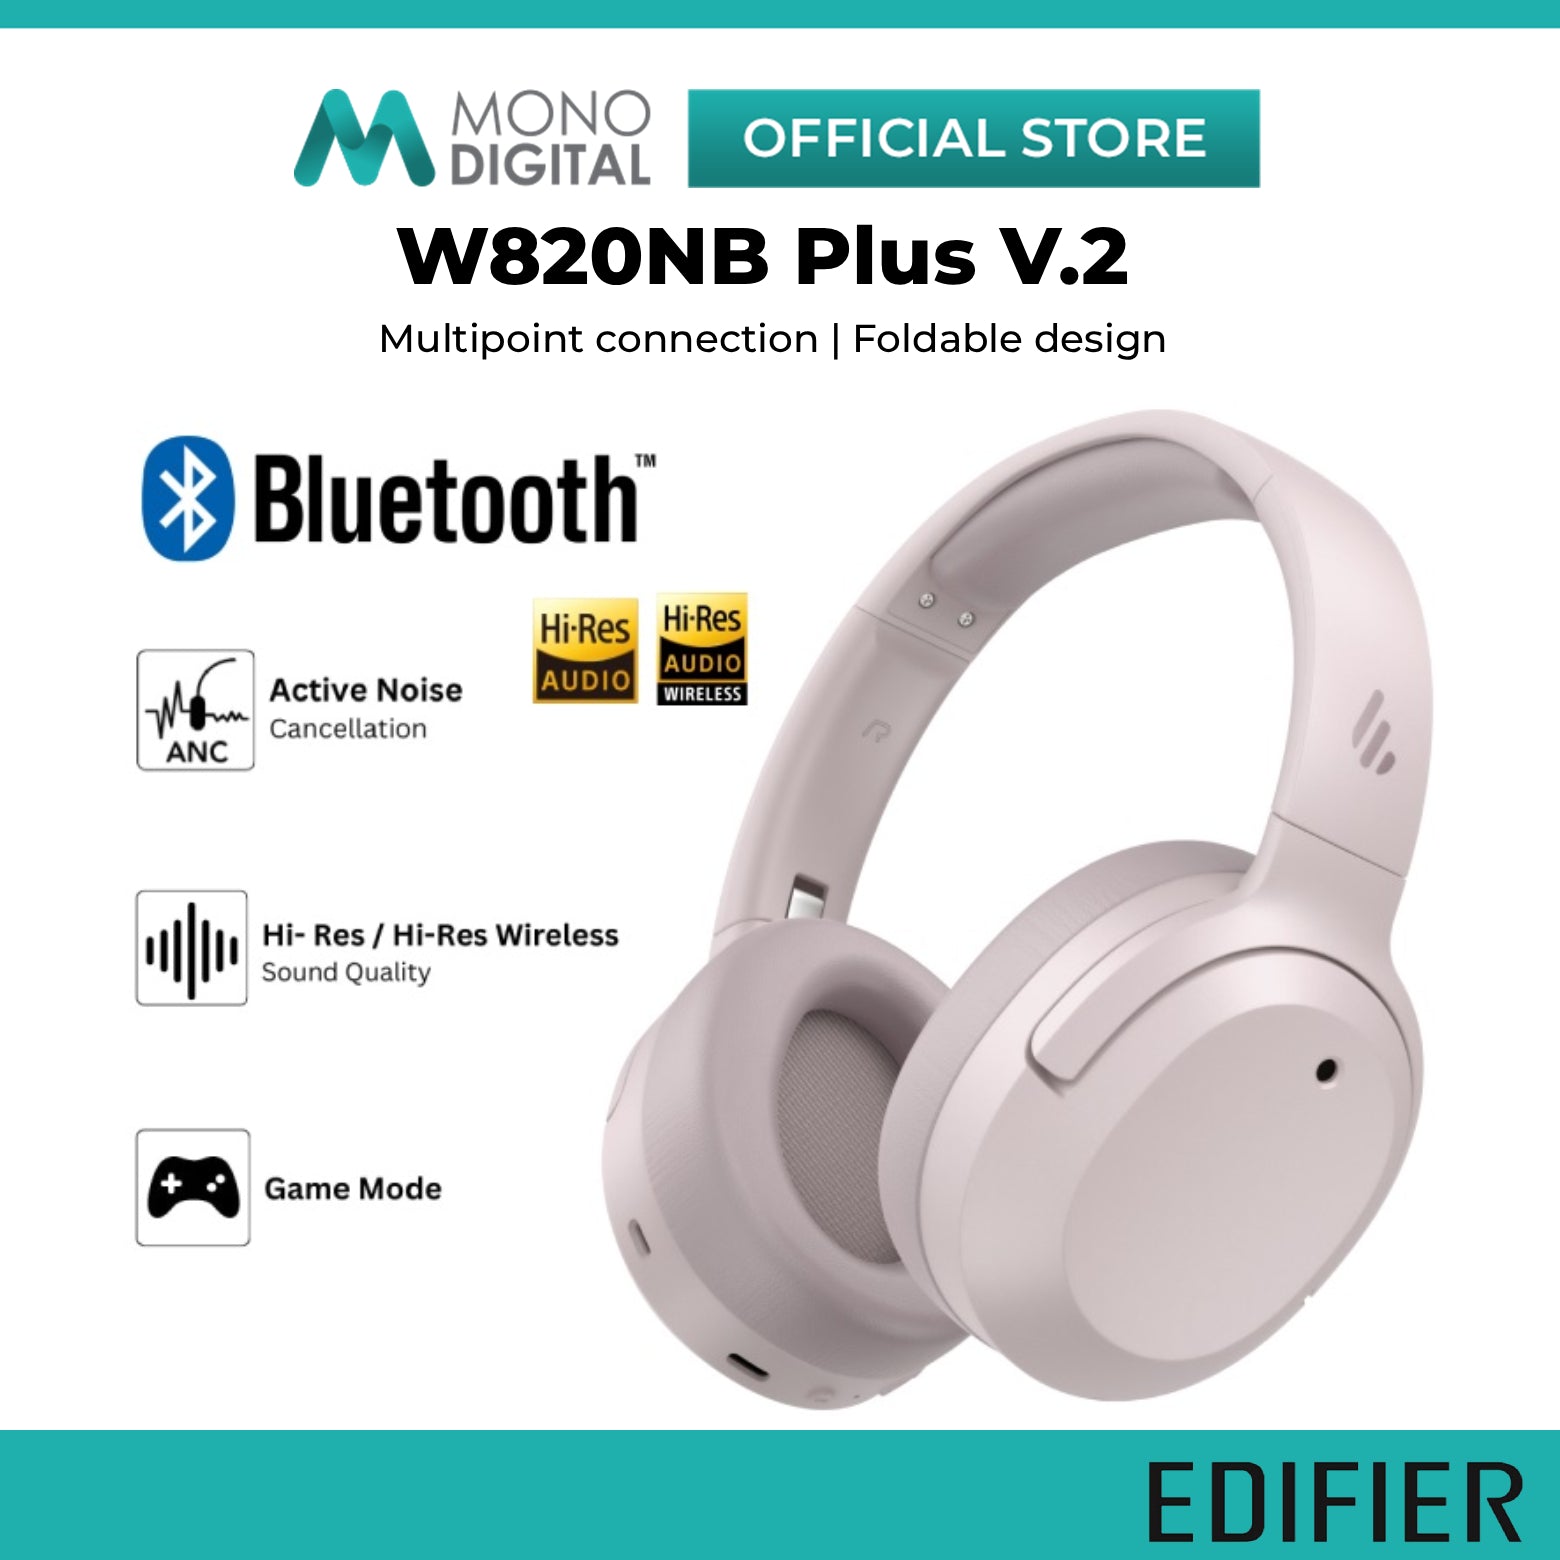 MONO
DIGITAL
OFFICIAL STORE
W820NB Plus V.2
Multipoint connection | Foldable design
Bluetooth™
Hi-Res
AUDIO
Hi-Res
AUDIO
WIRELESS
ANC
Active Noise
Cancellation
R
Hi- Res / Hi-Res Wireless
Sound Quality
Game Mode
EDIFIER